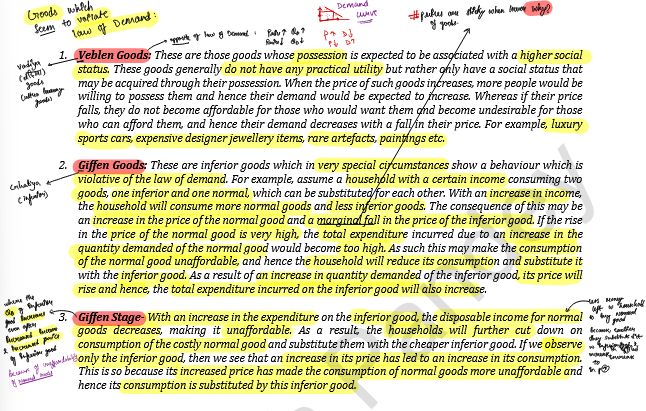 Goods which
seem to violate
law of Demand:
Demand
curve
# prices are sticky when lower why?
of goods.
opposite of law of Demand:
1. Veblen Goods: These are those goods whose possession is expected to be associated with a higher social
status. These goods generally do not have any practical utility but rather only have a social status that
may be acquired through their possession. When the price of such goods increases, more people would be
willing to possess them and hence their demand would be expected to increase. Whereas if their price
falls, they do not become affordable for those who would want them and become undesirable for those
who can afford them, and hence their demand decreases with a fall in their price. For example, luxury
sports cars, expensive designer jewellery items, rare artefacts, paintings etc.
2. Giffen Goods: These are inferior goods which in very special circumstances show a behaviour which is
violative of the law of demand. For example, assume a household with a certain income consuming two
goods, one inferior and one normal, which can be substituted for each other. With an increase in income,
the household will consume more normal goods and less inferior goods. The consequence of this may be
an increase in the price of the normal good and a marginal fall in the price of the inferior good. If the rise
in the price of the normal good is very high, the total expenditure incurred due to an increase in the
quantity demanded of the normal good would become too high. As such this may make the consumption
of the normal good unaffordable, and hence the household will reduce its consumption and substitute it
with the inferior good. As a result of an increase in quantity demanded of the inferior good, its price will
rise and hence, the total expenditure incurred on the inferior good will also increase.
3. Giffen Stage- With an increase in the expenditure on the inferior good, the disposable income for normal
goods decreases, making it unaffordable. As a result the households will further cut down on
consumption of the costly normal good and substitute them with the cheaper inferior good. If we observe
only the inferior good, then we see that an increase in its price has led to an increase in its consumption.
This is so because its increased price has made the consumption of normal goods more unaffordable and
hence its consumption is substituted by this inferior good.